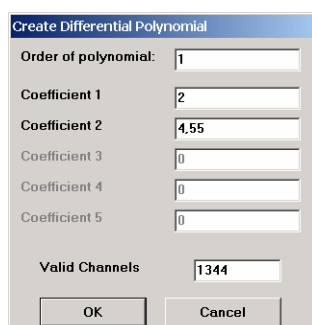 Create Differential Polynomial
Order of polynomial: 1
Coefficient 1 2
Coefficient 2 4,55
Coefficient 3 0
Coefficient 4 0
Coefficient 5 0
Valid Channels 1344
OK Cancel